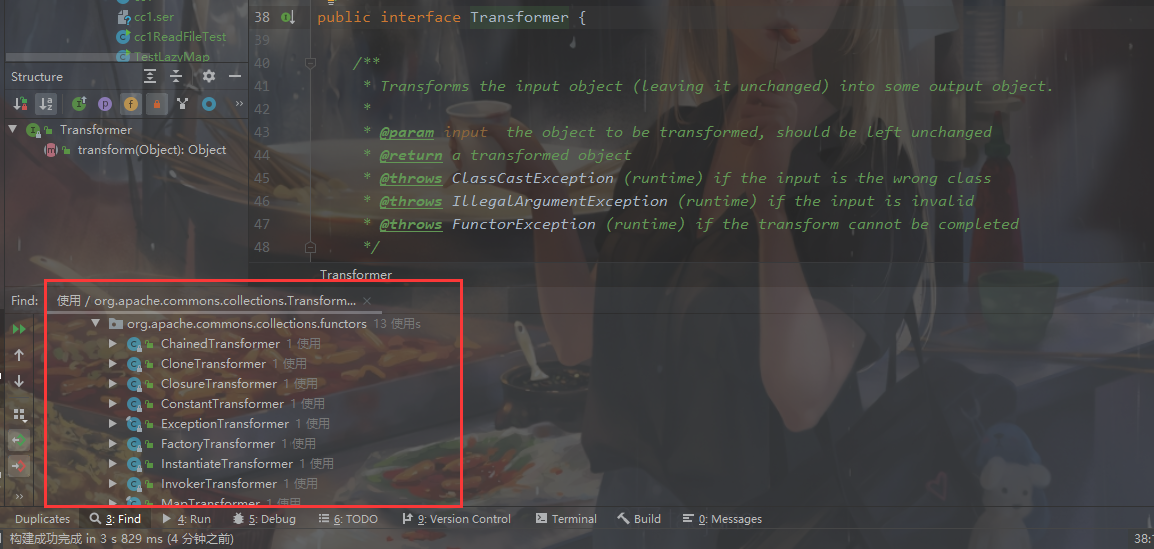 cc1.ser
cc1ReadFileTest
TestLazyMap
Structure
Transformer
transform(Object): Object
38 public interface Transformer {
39
40 /**
41 * Transforms the input object (leaving it unchanged) into some output object.
42 *
43 * @param input  the object to be transformed, should be left unchanged
44 * @return a transformed object
45 * @throws ClassCastException (runtime) if the input is the wrong class
46 * @throws IllegalArgumentException (runtime) if the input is invalid
47 * @throws FunctorException (runtime) if the transform cannot be completed
48 */
Transformer
Find: 使用 / org.apache.commons.collections.Transform... ×
org.apache.commons.collections.functors 13 使用s
ChainedTransformer 1 使用
CloneTransformer 1 使用
ClosureTransformer 1 使用
ConstantTransformer 1 使用
ExceptionTransformer 1 使用
FactoryTransformer 1 使用
InstantiateTransformer 1 使用
InvokerTransformer 1 使用
MapTransformer 1 使用
Duplicates 3: Find 4: Run 5: Debug 6: TODO 9: Version Control Terminal Build 0: Messages
构建成功完成 in 3 s 829 ms (4 分钟之前)